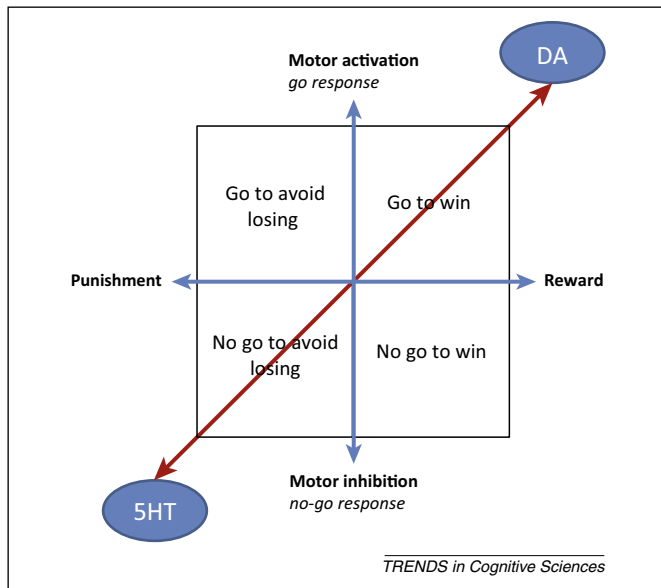 DA
Motor activation
go response
Go to avoid
losing
Go to win
Punishment
Reward
No go to avoid
losing
No go to win
5HT
Motor inhibition
no-go response
TRENDS in Cognitive Sciences